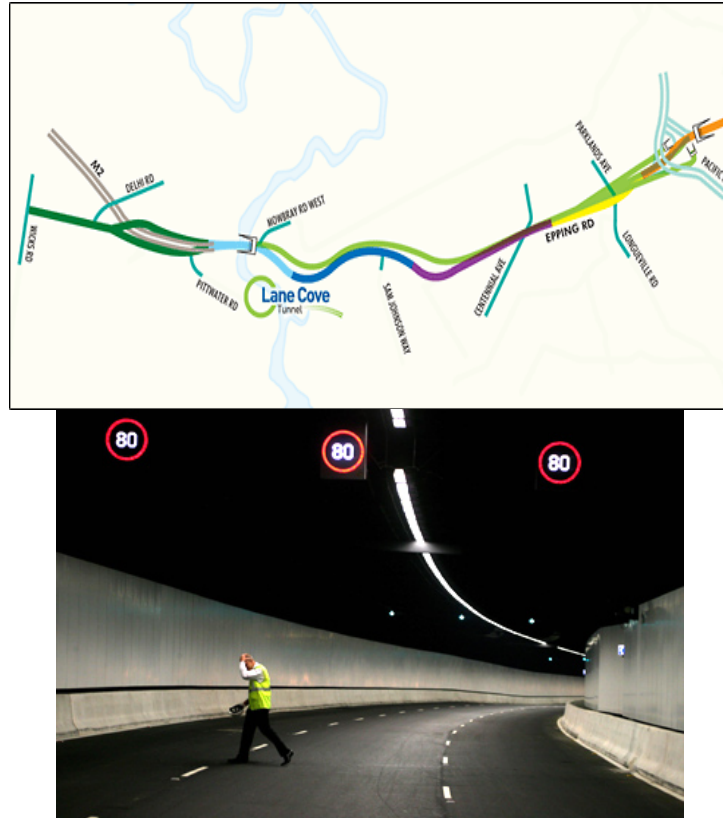 M2
DELHI RD
WICKS RD
PITTWATER RD
MOWBRAY RD WEST
Lane Cove
Tunnel
SAM JOHNSON WAY
CENTENNIAL AVE
EPPING RD
PARKLANDS AVE
LONGUEVILLE RD
PACIFIC
80
80
80